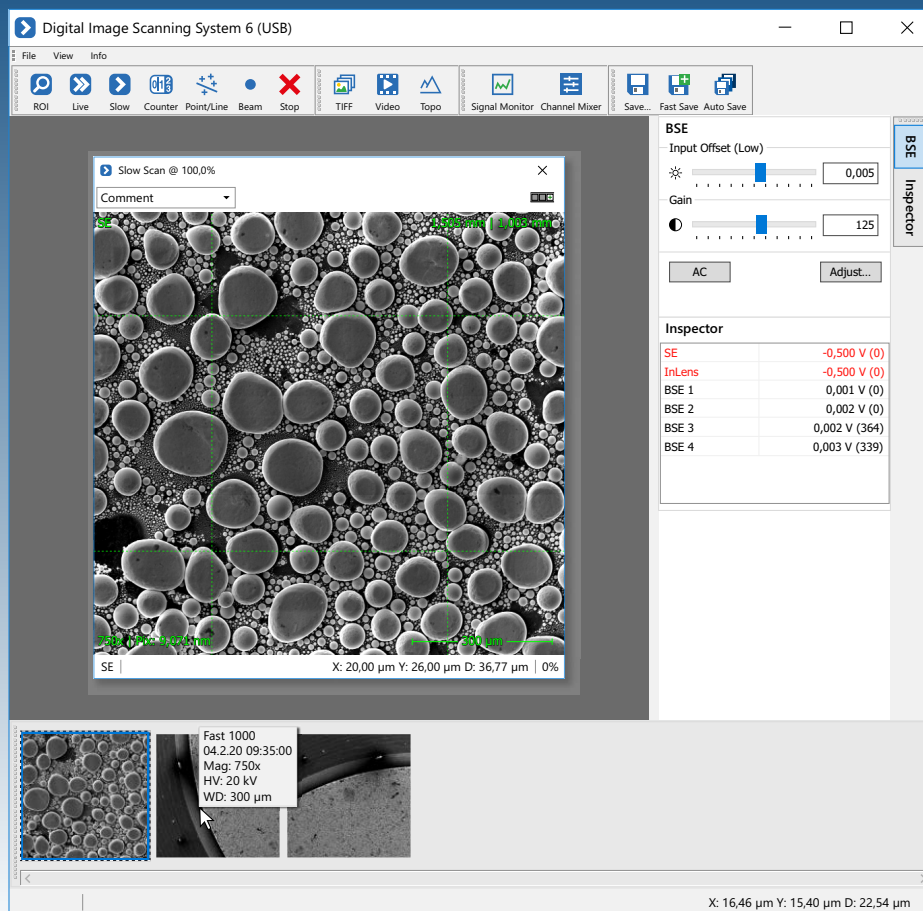 Digital Image Scanning System 6 (USB)
File View Info
ROI Live Slow Counter Point/Line Beam Stop TIFF Video Topo Signal Monitor Channel Mixer Save... Fast Save Auto Save
Slow Scan @ 100,0%
Comment
SE
300 µm
SE X: 20,00 µm Y: 26,00 µm D: 36,77 µm 0%
BSE
Input Offset (Low)
0,005
Gain
125
AC Adjust...
Inspector
SE -0,500 V (0)
InLens -0,500 V (0)
BSE 1 0,001 V (0)
BSE 2 0,002 V (0)
BSE 3 0,002 V (364)
BSE 4 0,003 V (339)
BSE
Inspector
Fast 1000
04.2.20 09:35:00
Mag: 750x
HV: 20 kV
WD: 300 µm
X: 16,46 µm Y: 15,40 µm D: 22,54 µm